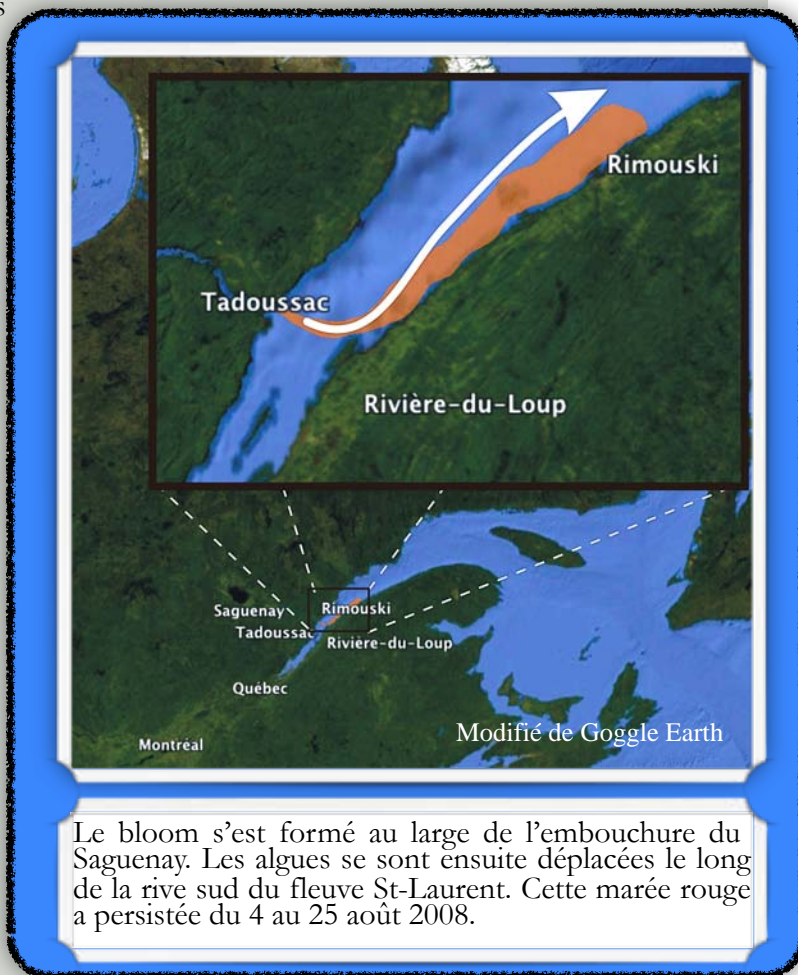 s
Rimouski
Tadoussac
Rivière-du-Loup
Saguenay
Rimouski
Tadoussac
Rivière-du-Loup
Québec
Modifié de Goggle Earth
Montréal
Le bloom s’est formé au large de l’embouchure du
Saguenay. Les algues se sont ensuite déplacées le long
de la rive sud du fleuve St-Laurent. Cette marée rouge
a persistée du 4 au 25 août 2008.